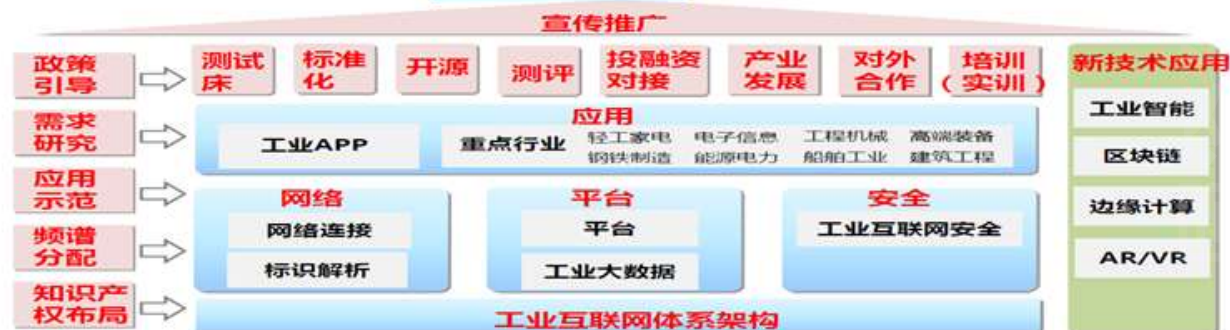 宣传推广
政策
引导
需求
研究
应用
示范
频谱
分配
知识产
权布局
测试
床
标准
化
开源
测评
投融资
对接
产业
发展
对外
合作
培训
（实训）
应用
工业APP
重点行业
轻工家电 电子信息 工程机械 高端装备
钢铁制造 能源电力 船舶工业 建筑工程
网络
网络连接
标识解析
平台
平台
工业大数据
安全
工业互联网安全
工业互联网体系架构
新技术应用
工业智能
区块链
边缘计算
AR/VR